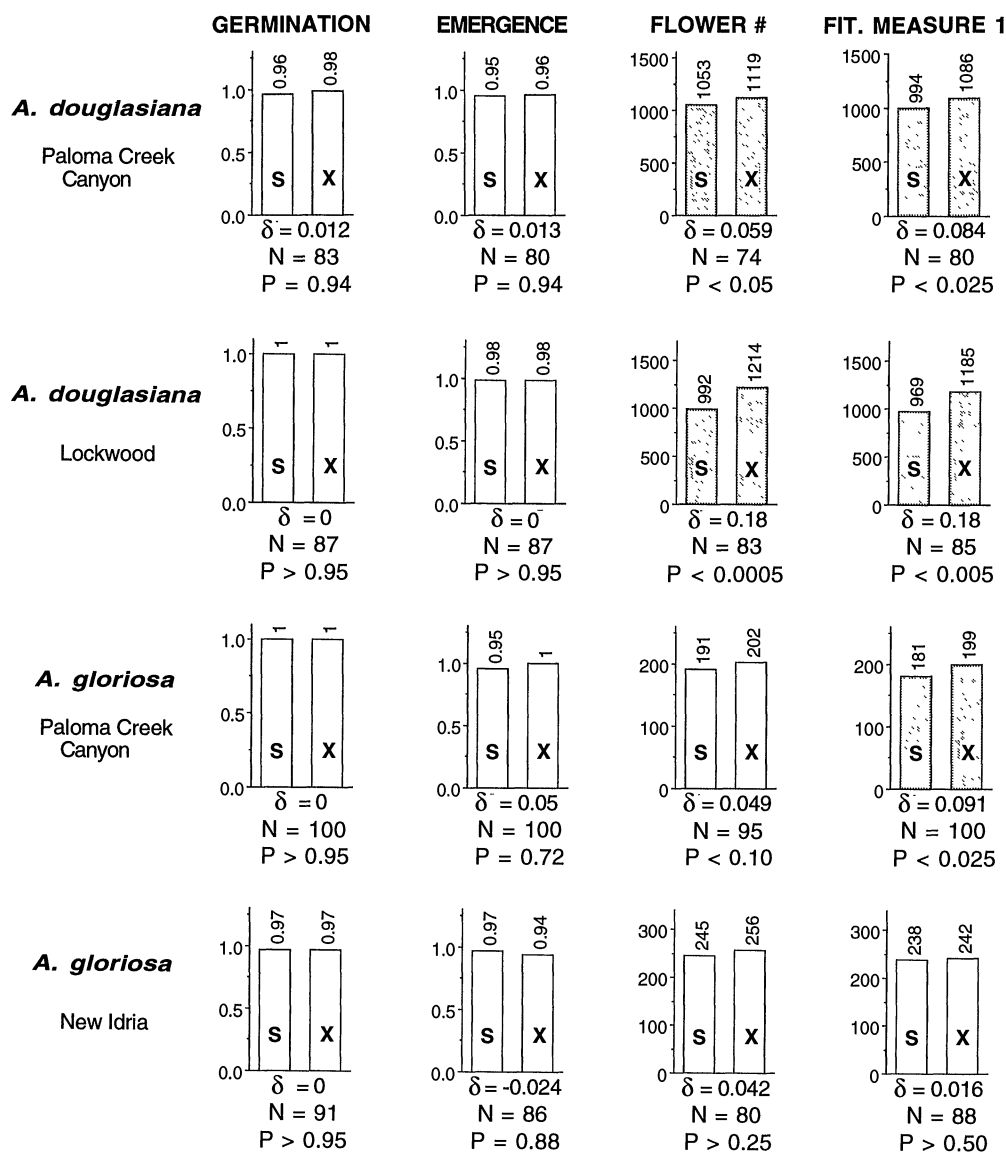 GERMINATION EMERGENCE FLOWER # FIT. MEASURE 1
A. douglasiana
Paloma Creek
Canyon
1.0
0.5
0.0
0.96
0.98
S X
δ = 0.012
N = 83
P = 0.94
1.0
0.5
0.0
0.95
0.96
S X
δ = 0.013
N = 80
P = 0.94
1500
1000
500
0
1053
1119
S X
δ = 0.059
N = 74
P < 0.05
1500
1000
500
0
994
1086
S X
δ = 0.084
N = 80
P < 0.025
A. douglasiana
Lockwood
1.0
0.5
0.0
1
1
S X
δ = 0
N = 87
P > 0.95
1.0
0.5
0.0
0.98
0.98
S X
δ = 0
N = 87
P > 0.95
1500
1000
500
0
992
1214
S X
δ = 0.18
N = 83
P < 0.0005
1500
1000
500
0
969
1185
S X
δ = 0.18
N = 85
P < 0.005
A. gloriosa
Paloma Creek
Canyon
1.0
0.5
0.0
1
1
S X
δ = 0
N = 100
P > 0.95
1.0
0.5
0.0
0.95
1
S X
δ = 0.05
N = 100
P = 0.72
200
100
0
191
202
S X
δ = 0.049
N = 95
P < 0.10
200
100
0
181
199
S X
δ = 0.091
N = 100
P < 0.025
A. gloriosa
New Idria
1.0
0.5
0.0
0.97
0.97
S X
δ = 0
N = 91
P > 0.95
1.0
0.5
0.0
0.97
0.94
S X
δ = -0.024
N = 86
P = 0.88
300
200
100
0
245
256
S X
δ = 0.042
N = 80
P > 0.25
300
200
100
0
238
242
S X
δ = 0.016
N = 88
P > 0.50